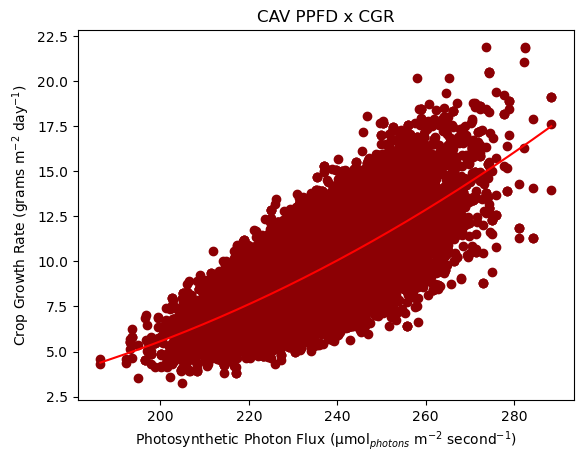 CAV PPFD x CGR
22.5
20.0
17.5
15.0
12.5
10.0
7.5
5.0
2.5
Crop Growth Rate (grams m⁻² day⁻¹)
200 220 240 260 280
Photosynthetic Photon Flux (μmolₚₕₒₜₒₙₛ m⁻² second⁻¹)